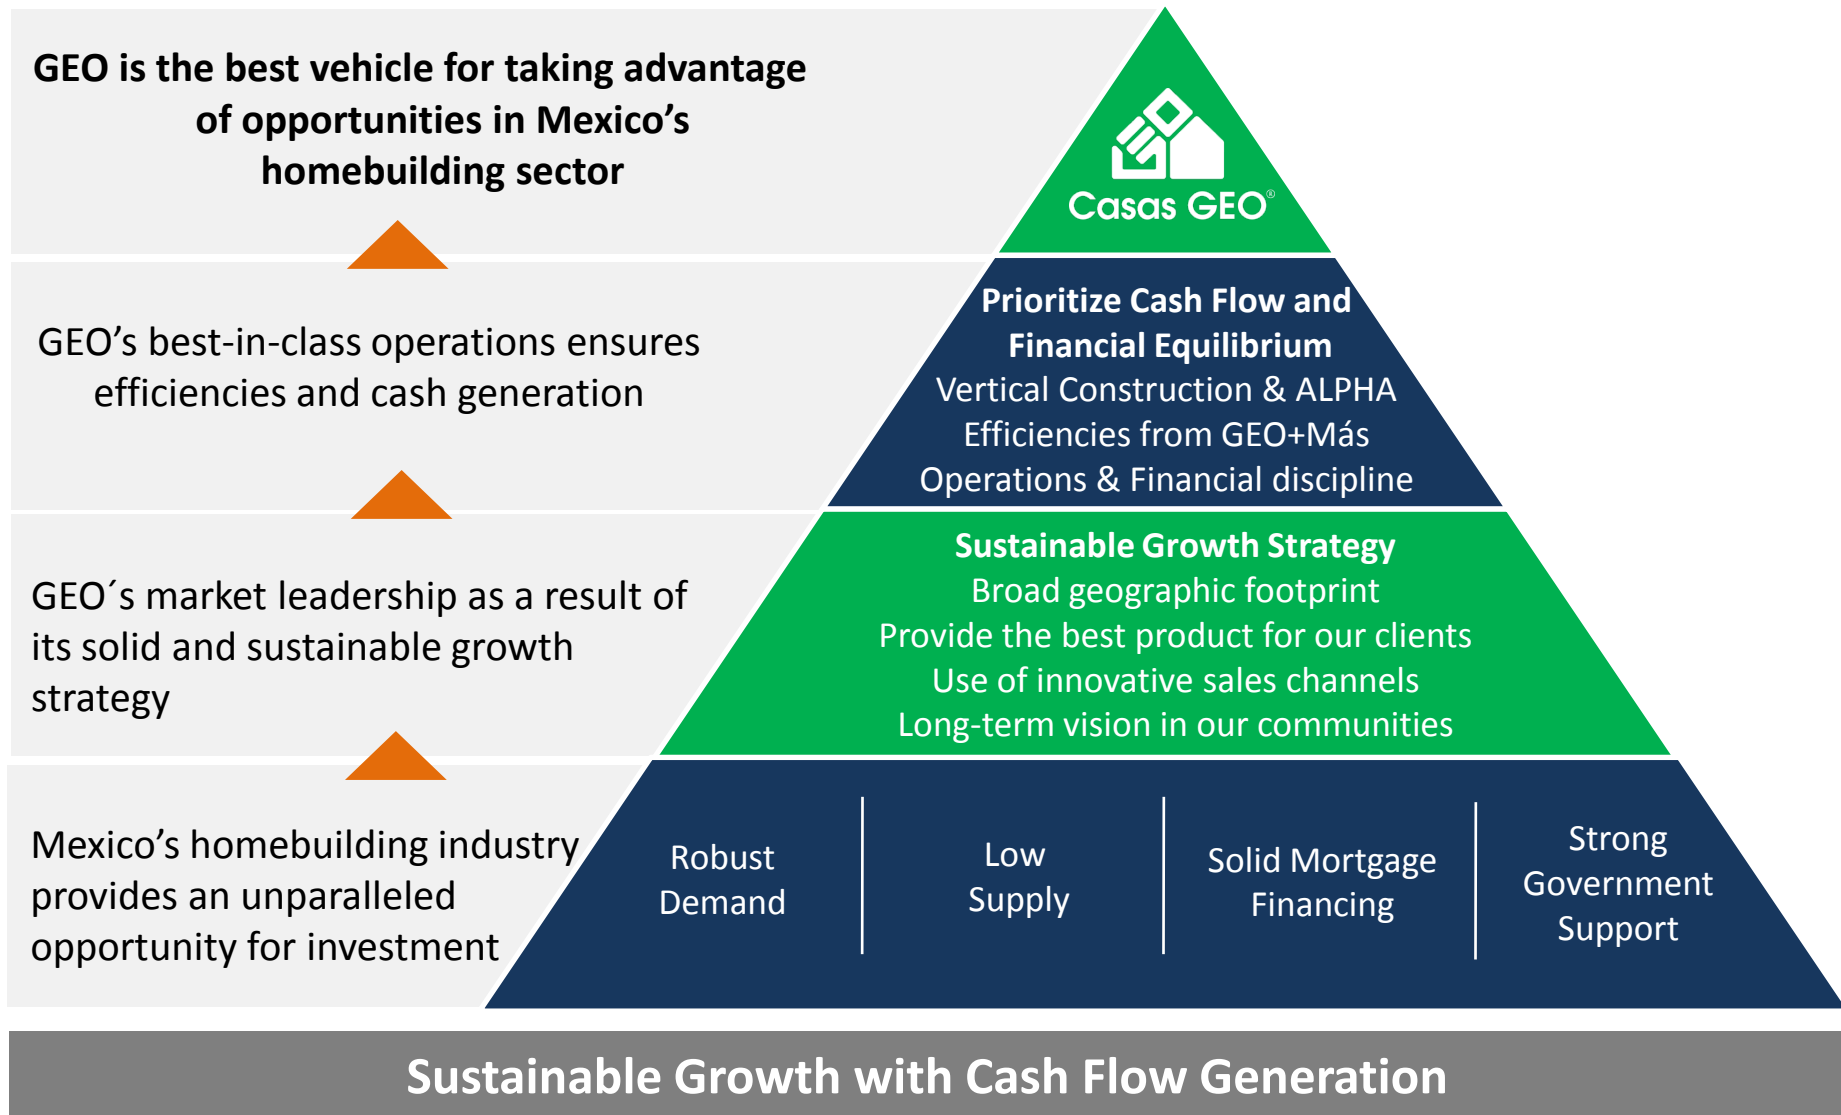 GEO is the best vehicle for taking advantage
of opportunities in Mexico’s
homebuilding sector
Casas GEO®
GEO’s best-in-class operations ensures
efficiencies and cash generation
Prioritize Cash Flow and
Financial Equilibrium
Vertical Construction & ALPHA
Efficiencies from GEO+Más
Operations & Financial discipline
GEO´s market leadership as a result of
its solid and sustainable growth
strategy
Sustainable Growth Strategy
Broad geographic footprint
Provide the best product for our clients
Use of innovative sales channels
Long-term vision in our communities
Mexico’s homebuilding industry
provides an unparalleled
opportunity for investment
Robust
Demand
Low
Supply
Solid Mortgage
Financing
Strong
Government
Support
Sustainable Growth with Cash Flow Generation